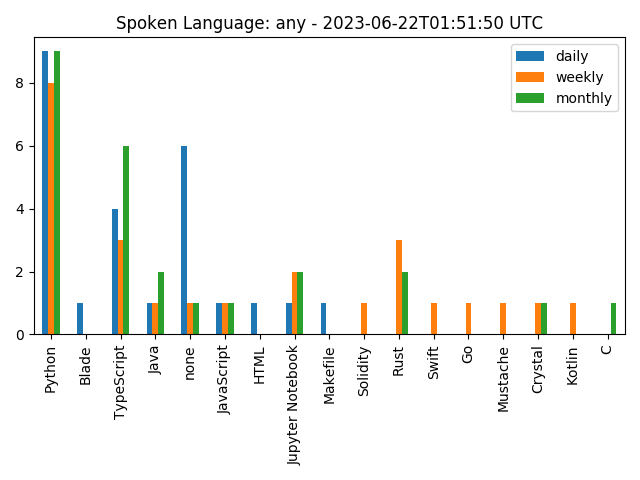 Spoken Language: any - 2023-06-22T01:51:50 UTC
daily
weekly
monthly
8
6
4
2
0
Python
Blade
TypeScript
Java
none
JavaScript
HTML
Jupyter Notebook
Makefile
Solidity
Rust
Swift
Go
Mustache
Crystal
Kotlin
C